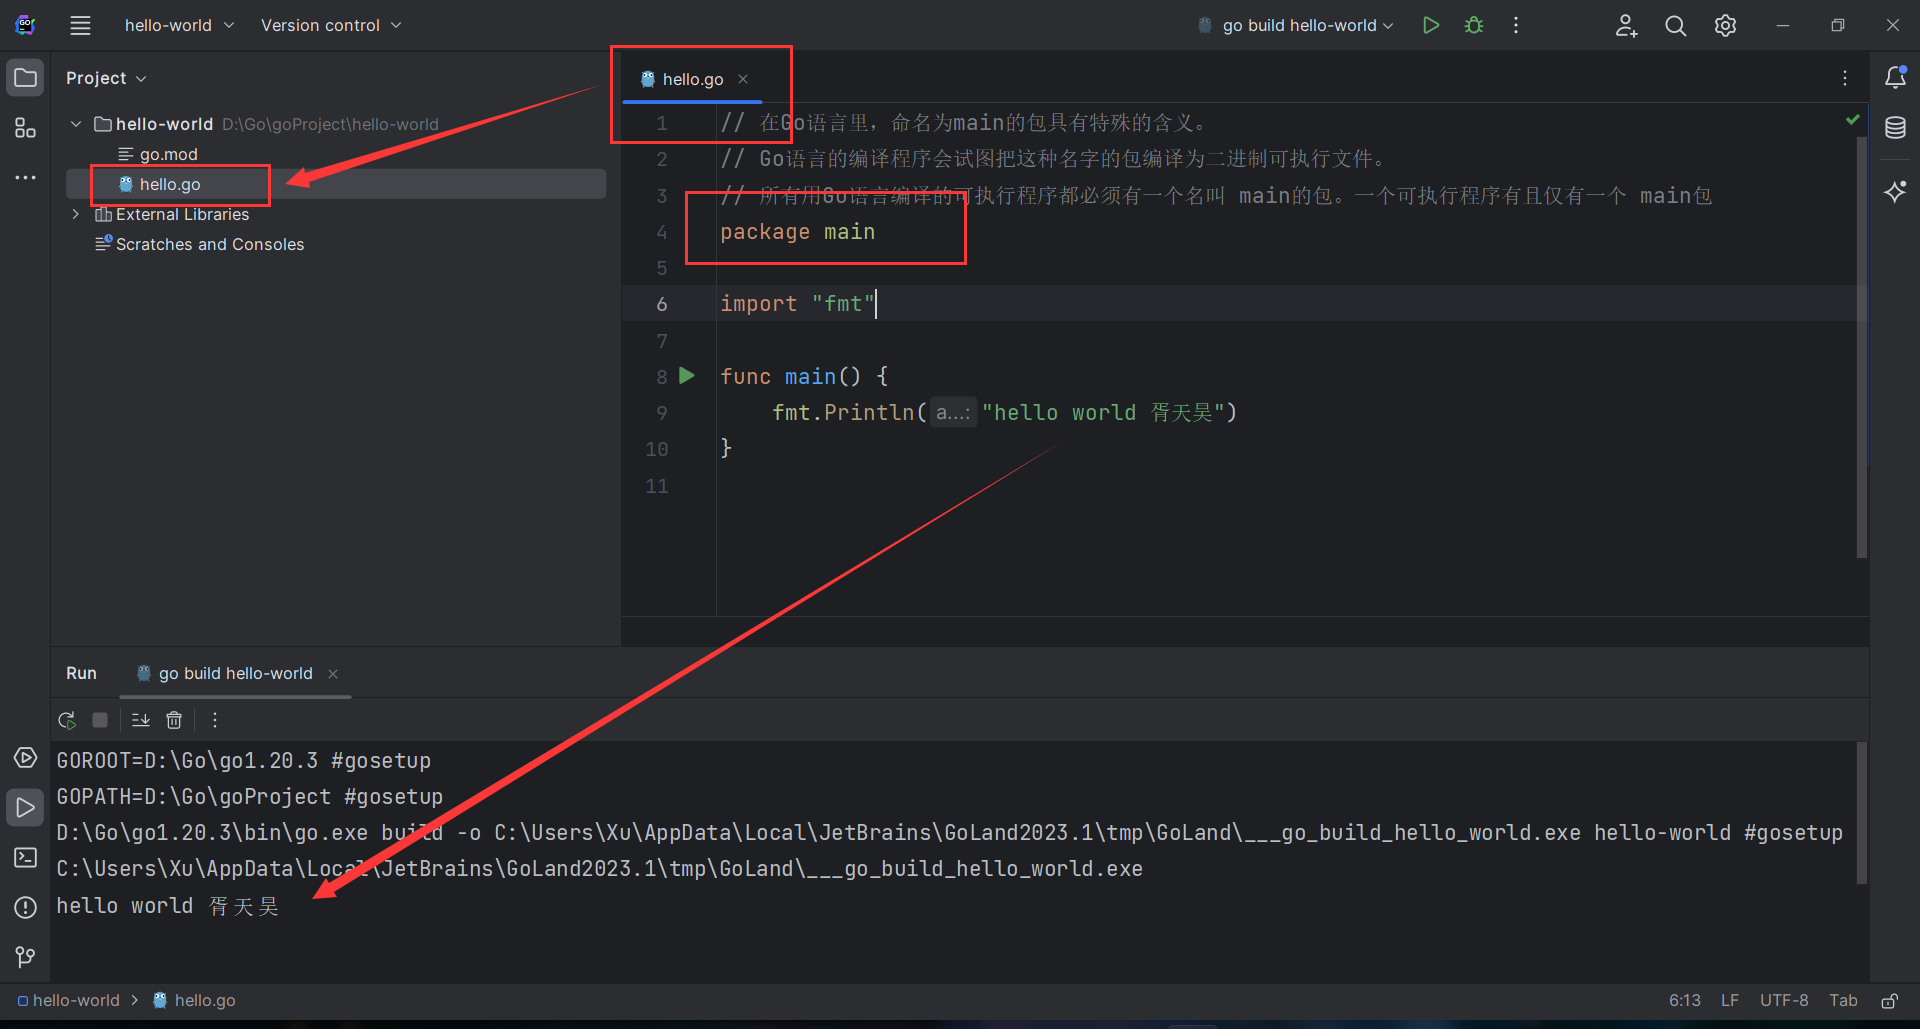 hello-world
Version control
go build hello-world
Project
hello.go
hello-world D:\Go\goProject\hello-world
go.mod
hello.go
External Libraries
Scratches and Consoles
1 // 在Go语言里，命名为main的包具有特殊的含义。
2 // Go语言的编译程序会试图把这种名字的包编译为二进制可执行文件。
3 // 所有用Go语言编译的可执行程序都必须有一个名叫 main的包。一个可执行程序有且仅有一个 main包
4 package main
5
6 import "fmt"
7
8 func main() {
9 fmt.Println( a...: "hello world 胥天昊")
10 }
11
Run
go build hello-world
GOROOT=D:\Go\go1.20.3 #gosetup
GOPATH=D:\Go\goProject #gosetup
D:\Go\go1.20.3\bin\go.exe build -o C:\Users\Xu\AppData\Local\JetBrains\GoLand2023.1\tmp\GoLand\___go_build_hello_world.exe hello-world #gosetup
C:\Users\Xu\AppData\Local\JetBrains\GoLand2023.1\tmp\GoLand\___go_build_hello_world.exe
hello world 胥天昊
hello-world > hello.go
6:13 LF UTF-8 Tab